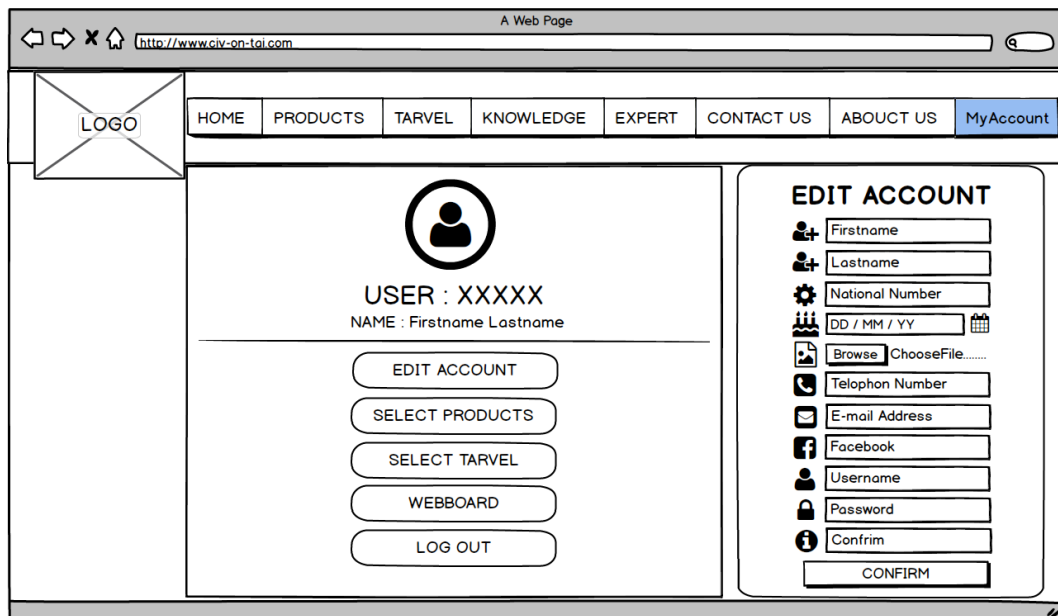 A Web Page
http://www.civ-on-tai.com
LOGO
HOME PRODUCTS TARVEL KNOWLEDGE EXPERT CONTACT US ABOUCT US MyAccount
USER : XXXXX
NAME : Firstname Lastname
EDIT ACCOUNT
SELECT PRODUCTS
SELECT TARVEL
WEBBOARD
LOG OUT
EDIT ACCOUNT
Firstname
Lastname
National Number
DD / MM / YY
Browse ChooseFile........
Telophon Number
E-mail Address
Facebook
Username
Password
Confrim
CONFIRM